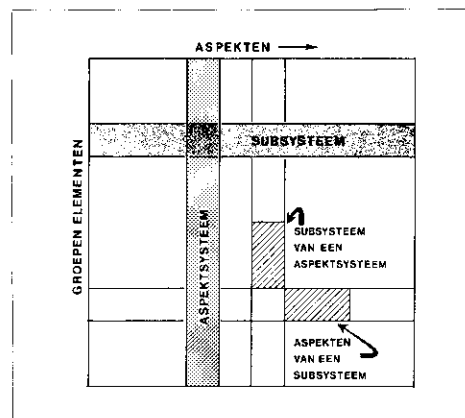 ASPEKTEN
SUBSYSTEEM
GROEPEN ELEMENTEN
ASPEKTSYSTEEM
SUBSYSTEEM
VAN EEN
ASPEKTSYSTEEM
ASPEKTEN
VAN EEN
SUBSYSTEEM